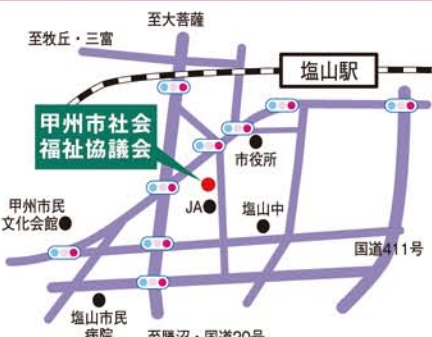 至大菩薩
至牧丘・三富
塩山駅
甲州市社会
福祉協議会
市役所
JA
塩山中
甲州市民
文化会館
国道411号
塩山市民
病院
至勝沼・国道20号